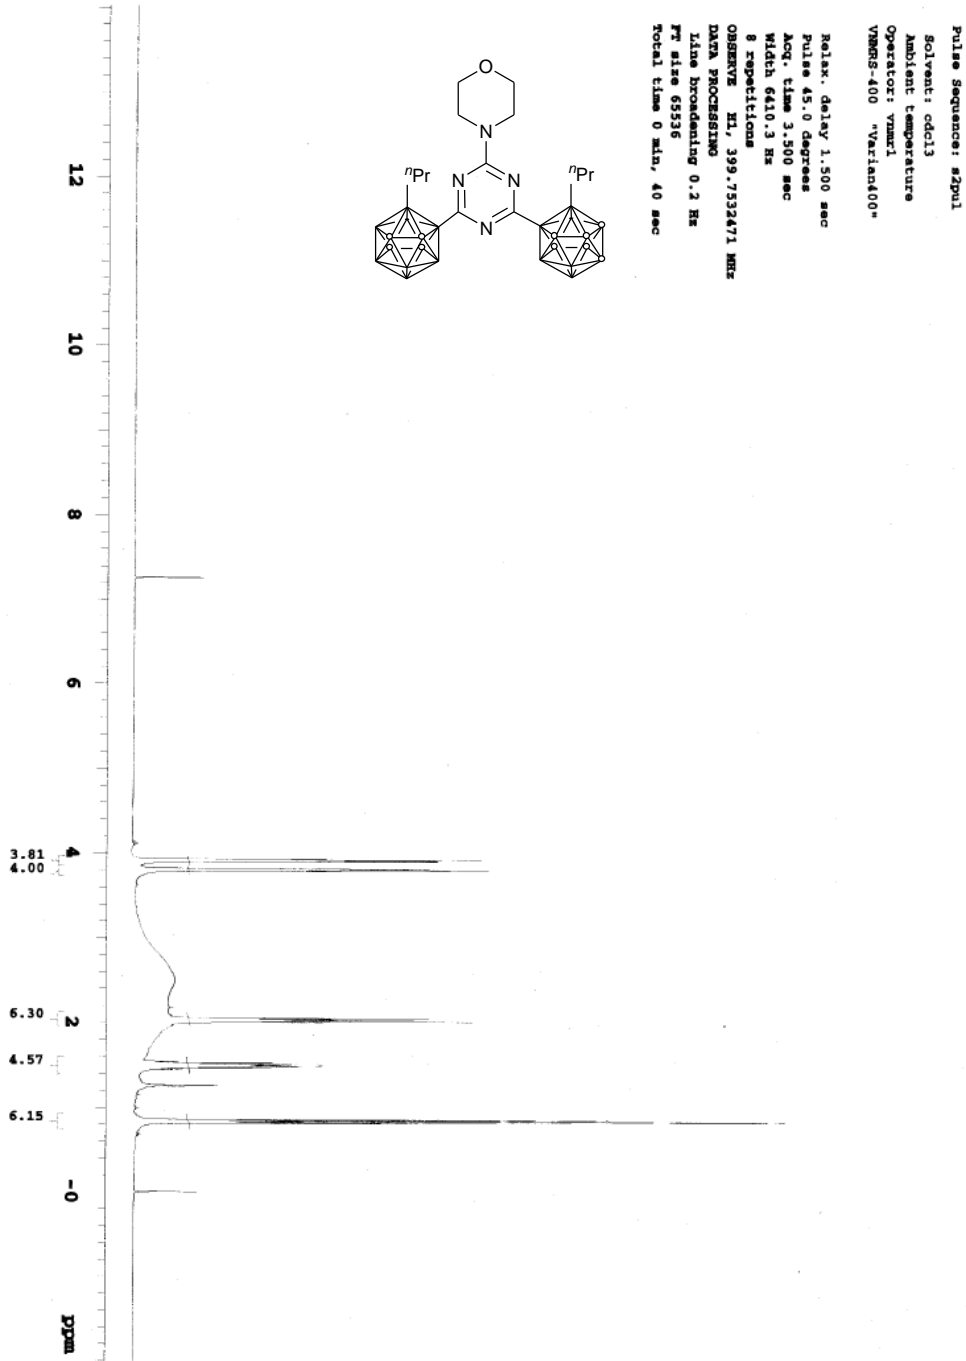 Pulse Sequence: s2pul
Solvent: cdcl3
Ambient temperature
Operator: vnmr1
VNMRS-400 "Varian400"
Relax. delay 1.500 sec
Pulse 45.0 degrees
Acq. time 3.500 sec
Width 6410.3 Hz
8 repetitions
OBSERVE H1, 399.7532471 MHz
DATA PROCESSING
Line broadening 0.2 Hz
FT size 65536
Total time 0 min, 40 sec
O
N
nPr
N
N
nPr
N
12
10
8
6
4
2
-0
ppm
3.81
4.00
6.30
4.57
6.15